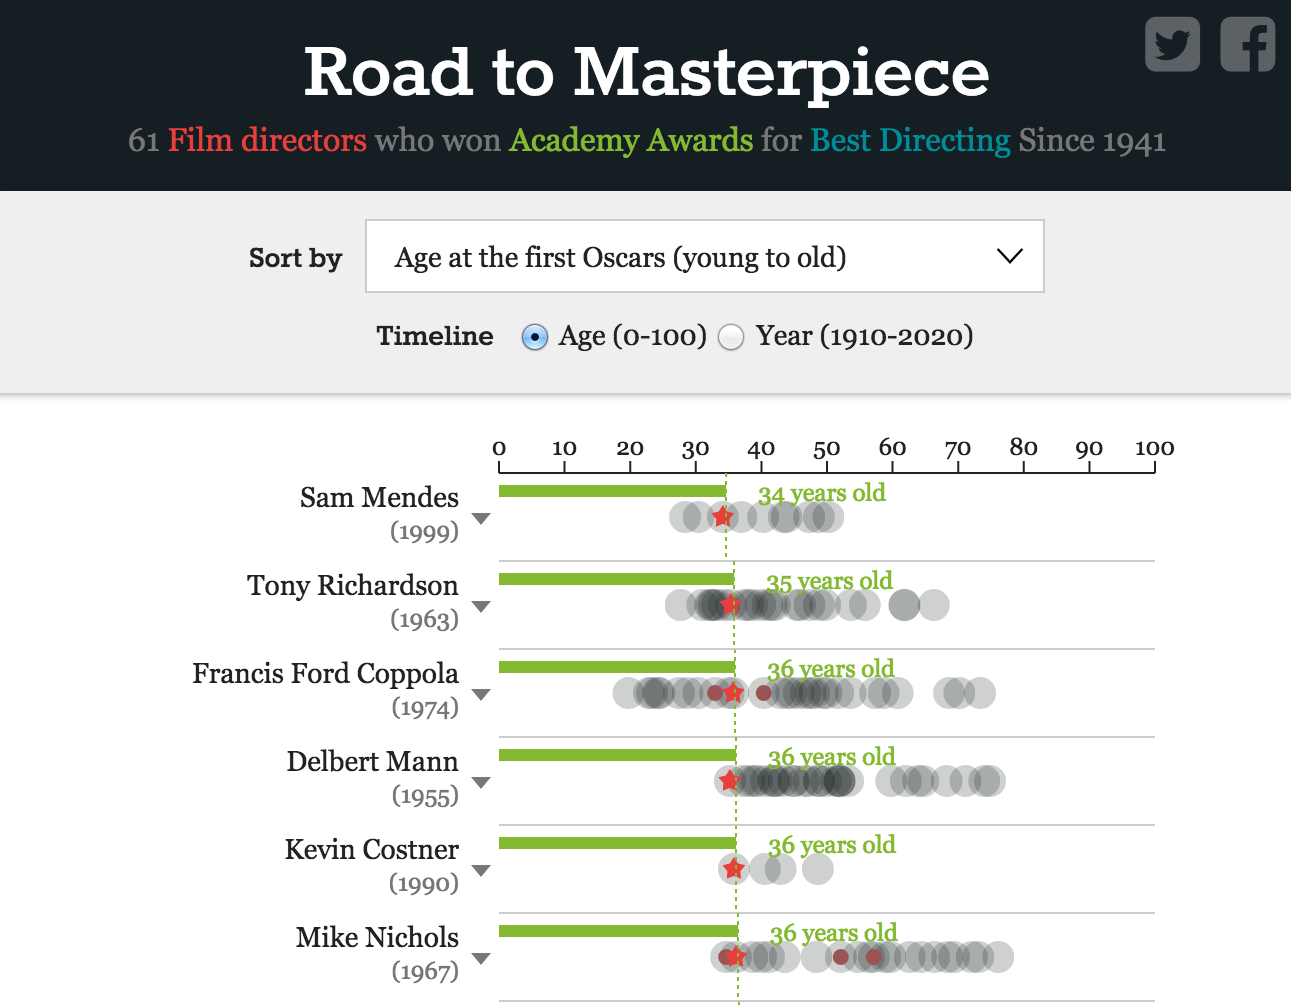 Road to Masterpiece
61 Film directors who won Academy Awards for Best Directing Since 1941
Sort by Age at the first Oscars (young to old)
Timeline Age (0-100) Year (1910-2020)
0 10 20 30 40 50 60 70 80 90 100
Sam Mendes 34 years old
(1999)
Tony Richardson 35 years old
(1963)
Francis Ford Coppola 36 years old
(1974)
Delbert Mann 36 years old
(1955)
Kevin Costner 36 years old
(1990)
Mike Nichols 36 years old
(1967)